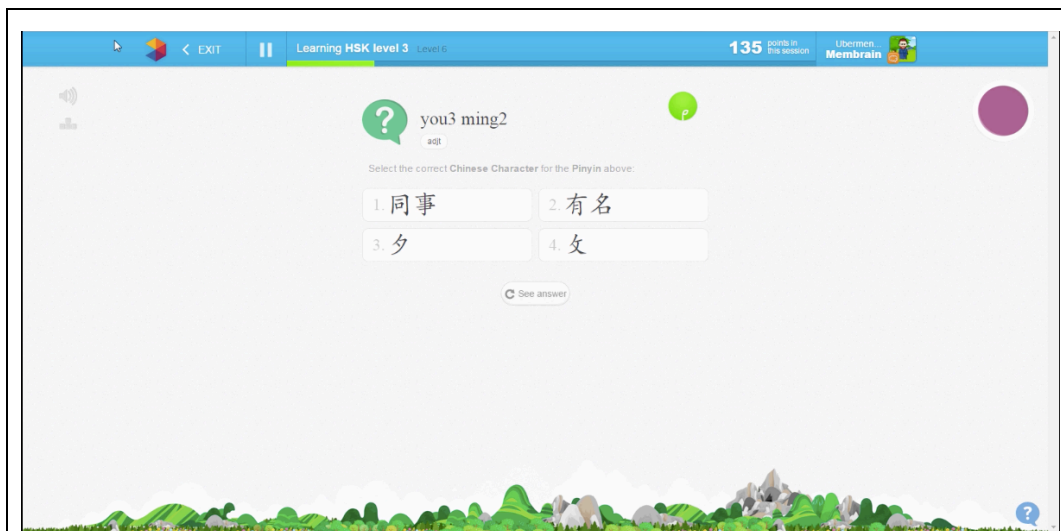 EXIT
Learning HSK level 3 Level 6
135 points in this session
Ubermen...
Membrain
? you3 ming2
adjt
Select the correct Chinese Character for the Pinyin above:
1. 同事 2. 有名
3. 夕 4. 攵
See answer
?